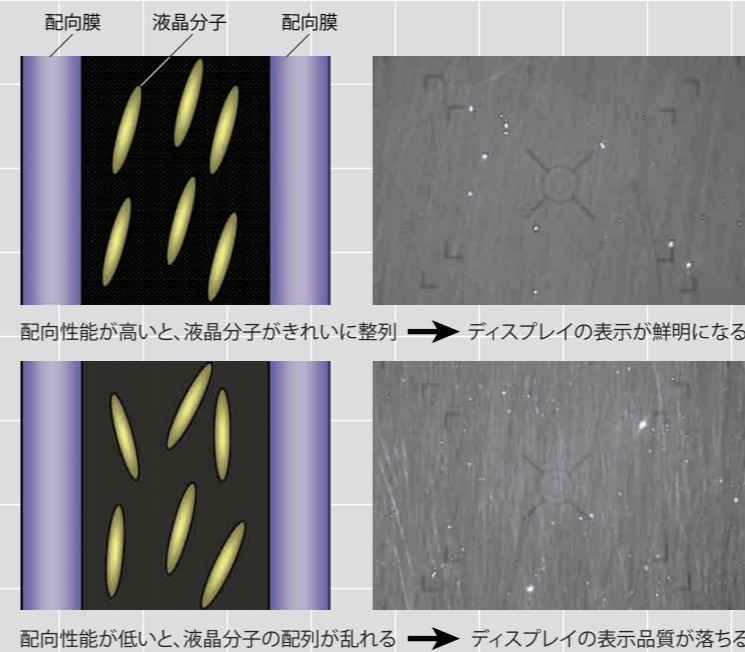 配向膜
液晶分子
配向膜
配向性能が高いと、液晶分子がきれいに整列 → ディスプレイの表示が鮮明になる
配向性能が低いと、液晶分子の配列が乱れる → ディスプレイの表示品質が落ちる